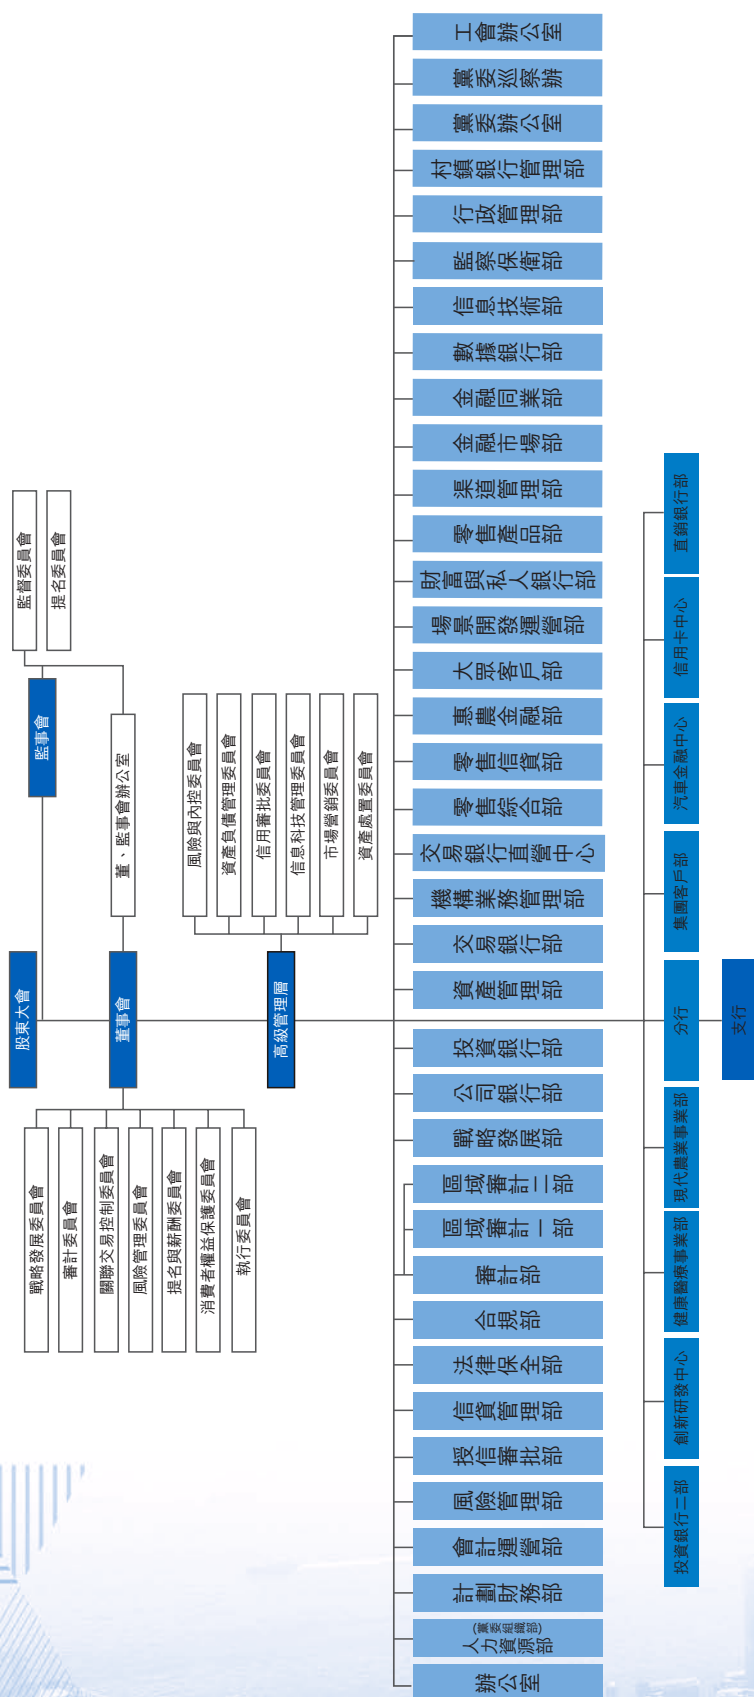 股東大會
監事會
監督委員會
提名委員會
董事會
董、監事會辦公室
戰略發展委員會
審計委員會
關聯交易控制委員會
風險管理委員會
提名與薪酬委員會
消費者權益保護委員會
執行委員會
高級管理層
風險與內控委員會
資產負債管理委員會
信用審批委員會
信息科技管理委員會
市場營銷委員會
資產處置委員會
辦公室
人力資源部
(黨委組織部)
計劃財務部
會計運營部
風險管理部
授信審批部
信貸管理部
法律保全部
合規部
審計部
區域審計一部
區域審計二部
戰略發展部
公司銀行部
投資銀行部
資產管理部
交易銀行部
機構業務管理部
交易銀行直營中心
零售綜合部
零售信貸部
惠農金融部
大眾客戶部
場景開發運營部
財富與私人銀行部
零售產品部
渠道管理部
金融市場部
金融同業部
數據銀行部
信息技術部
監察保衛部
行政管理部
村鎮銀行管理部
黨委辦公室
黨委巡察辦
工會辦公室
投資銀行二部
創新研發中心
健康醫療事業部
現代農業事業部
分行
集團客戶部
汽車金融中心
信用卡中心
直銷銀行部
支行